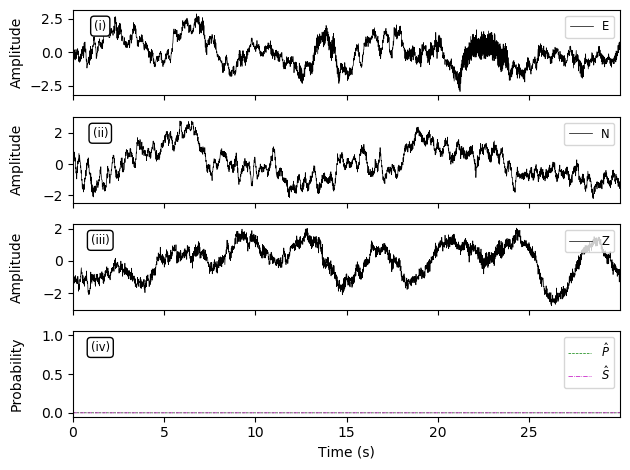 Amplitude
2.5
0.0
−2.5
(i)
E
Amplitude
2
0
−2
(ii)
N
Amplitude
2
0
−2
(iii)
Z
Probability
1.0
0.5
0.0
(iv)
P̂
Ŝ
0 5 10 15 20 25
Time (s)